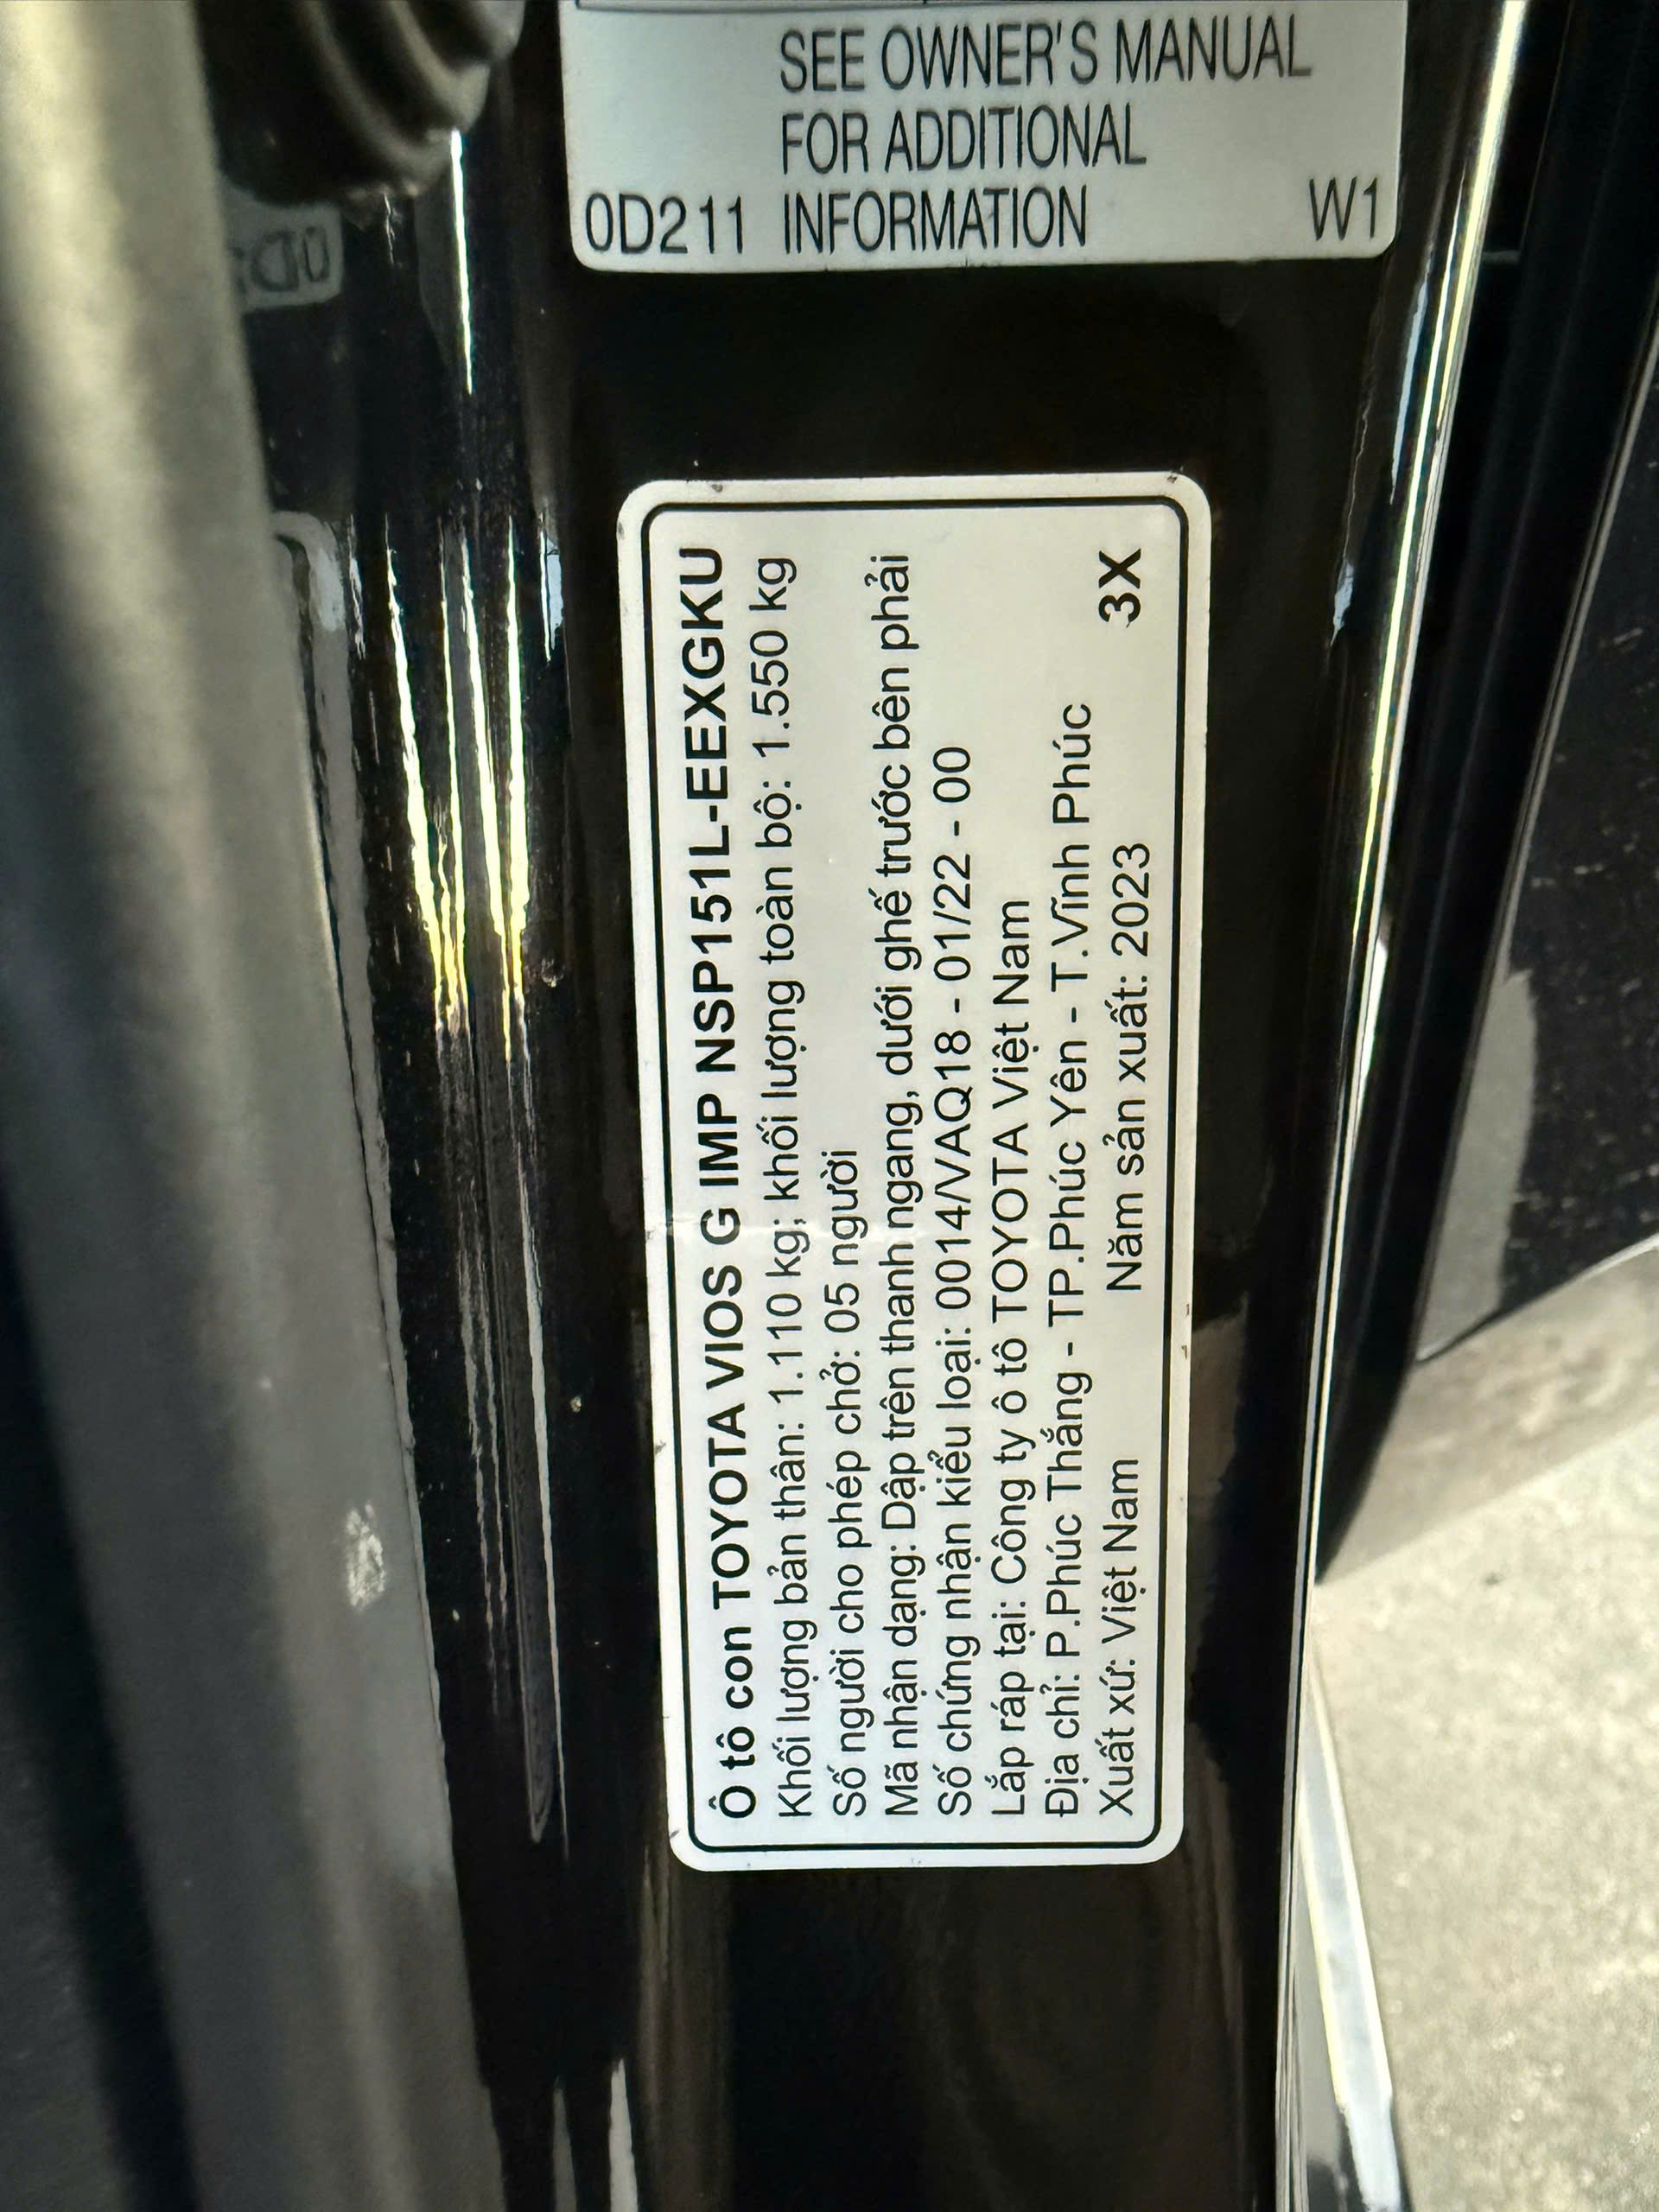 SEE OWNER'S MANUAL
FOR ADDITIONAL
0D211 INFORMATION W1
Ô tô con TOYOTA VIOS G IMP NSP151L-EEXGKU
Khối lượng bản thân: 1.110 kg; khối lượng toàn bộ: 1.550 kg
Số người cho phép chở: 05 người
Mã nhận dạng: Dập trên thanh ngang, dưới ghế trước bên phải
Số chứng nhận kiểu loại: 0014/VAQ18 - 01/22 - 00
Lắp ráp tại: Công ty ô tô TOYOTA Việt Nam
Địa chỉ: P.Phúc Thắng - TP.Phúc Yên - T.Vĩnh Phúc
Xuất xứ: Việt Nam Năm sản xuất: 2023 3X